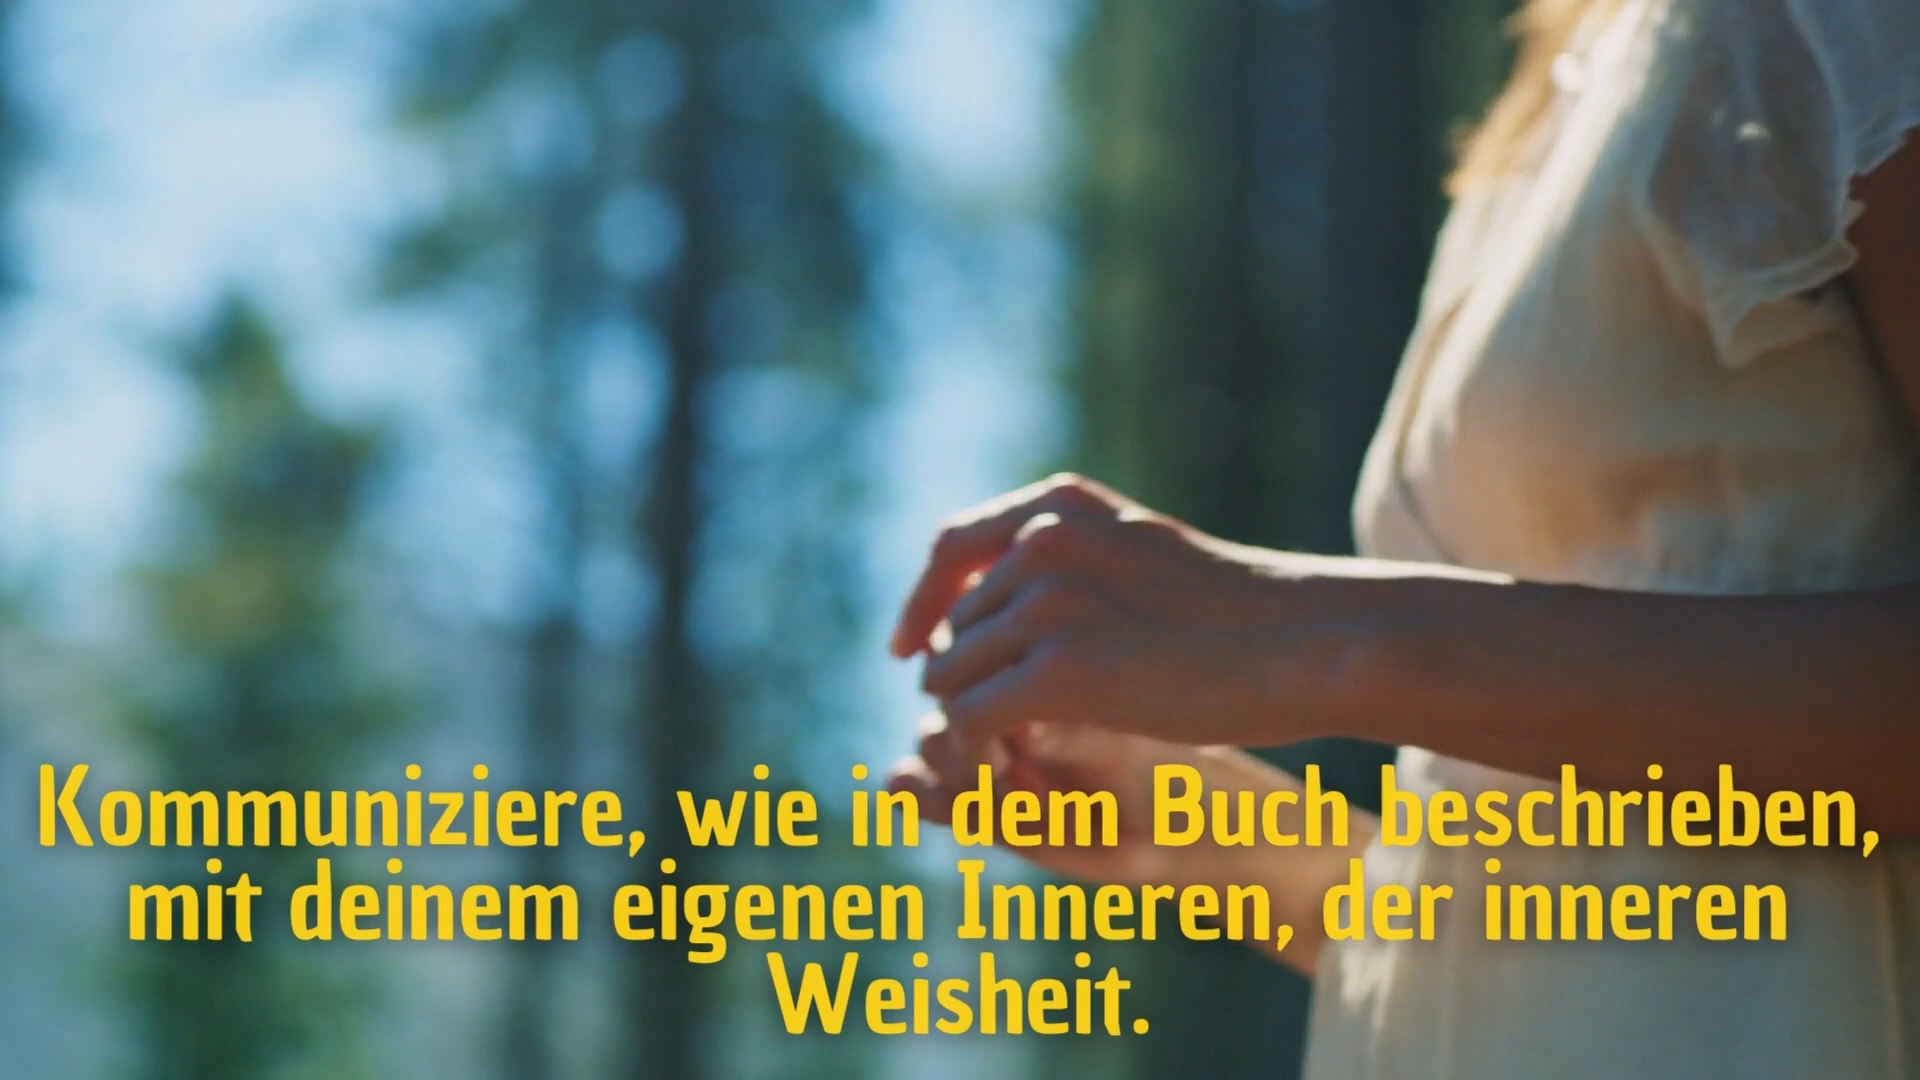 Kommuniziere, wie in dem Buch beschrieben,
mit deinem eigenen Inneren, der inneren
Weisheit.